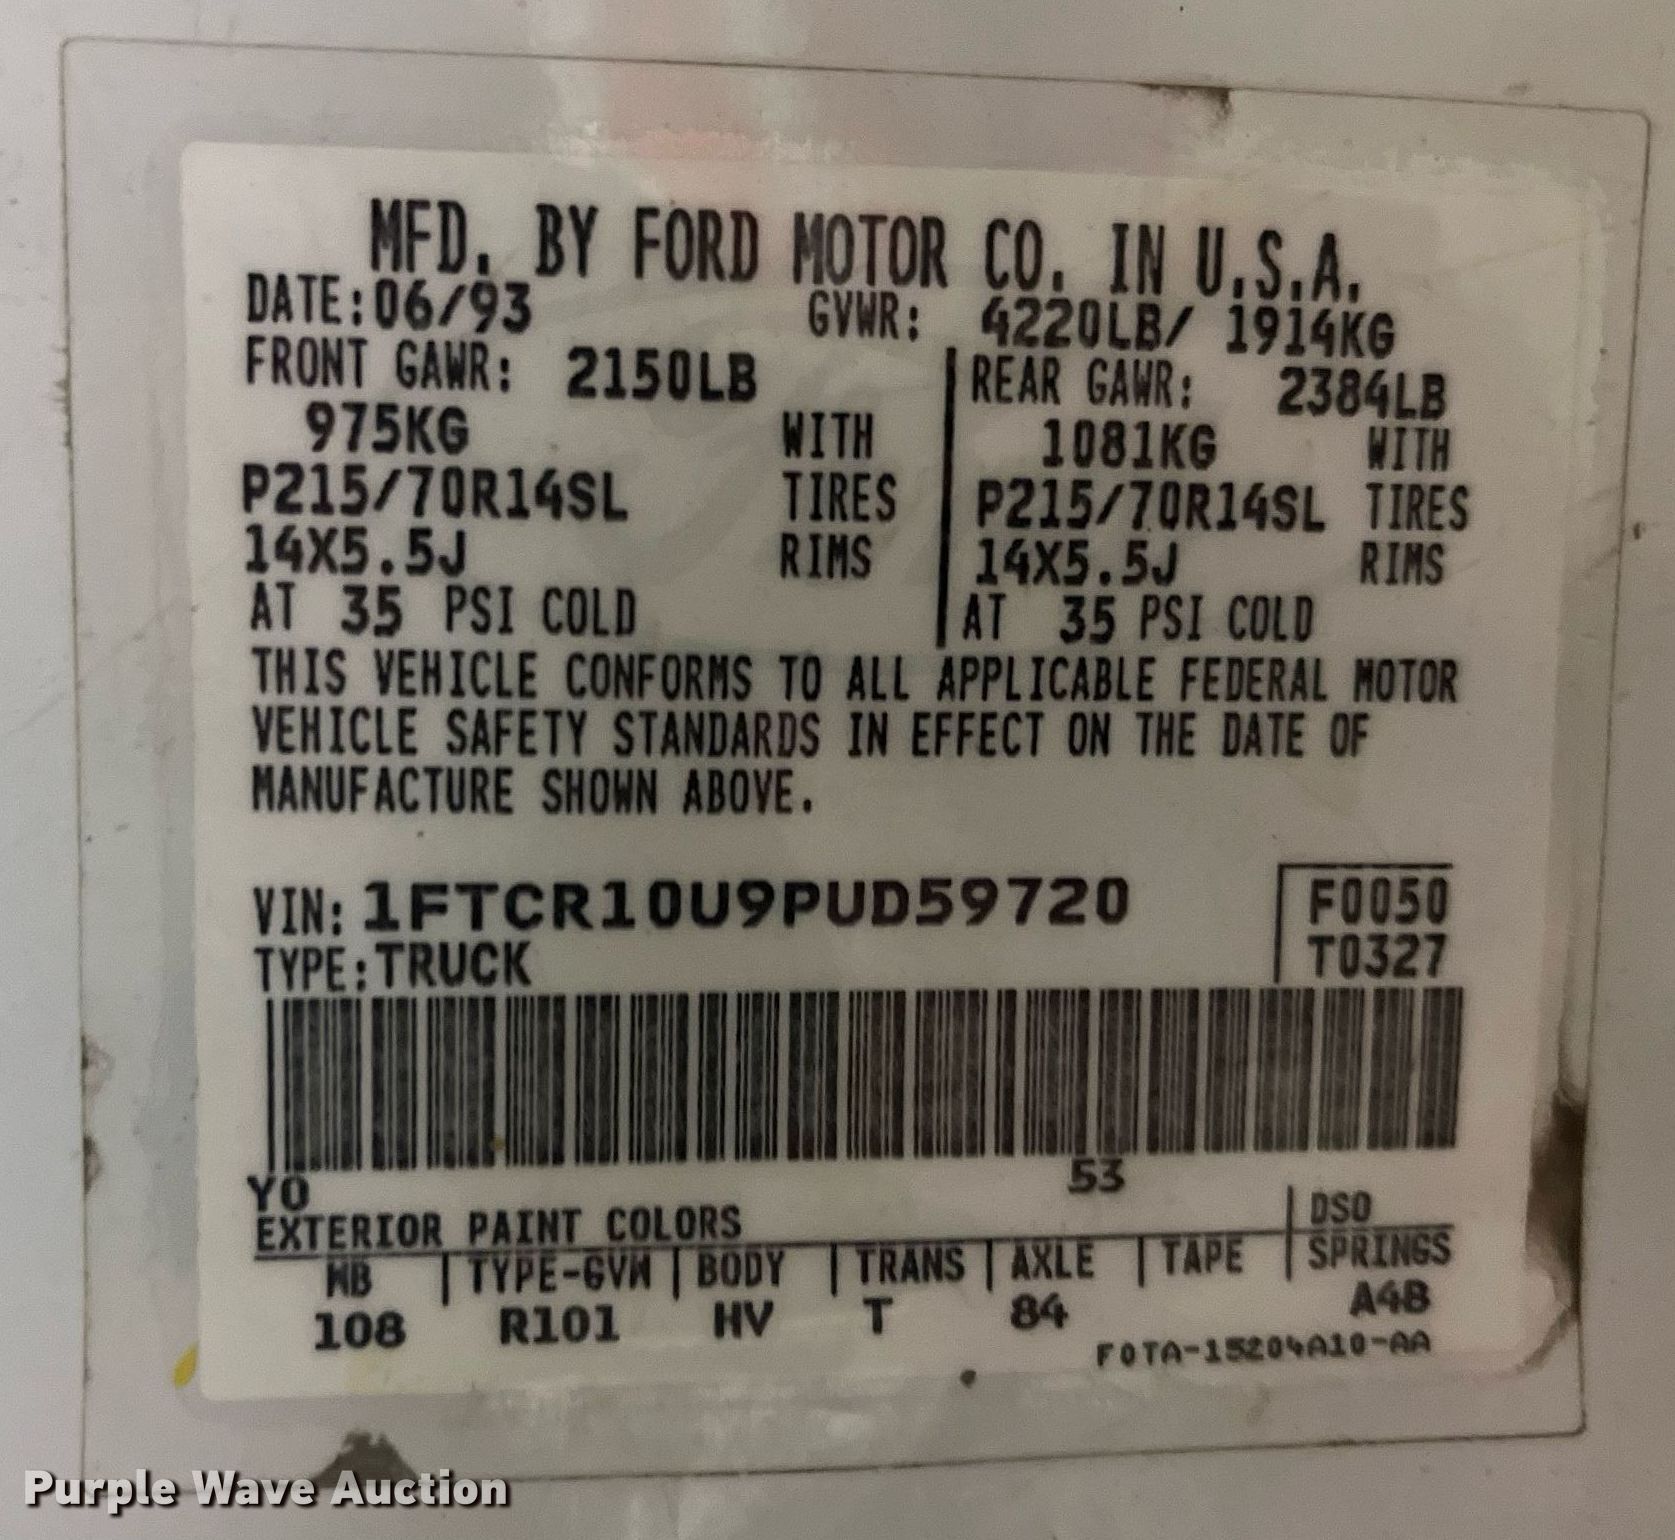 MFD. BY FORD MOTOR CO. IN U.S.A.
DATE:06/93 GVWR: 4220LB/ 1914KG
FRONT GAWR: 2150LB
975KG WITH
P215/70R14SL TIRES
14X5.5J RIMS
AT 35 PSI COLD
REAR GAWR: 2384LB
1081KG WITH
P215/70R14SL TIRES
14X5.5J RIMS
AT 35 PSI COLD
THIS VEHICLE CONFORMS TO ALL APPLICABLE FEDERAL MOTOR
VEHICLE SAFETY STANDARDS IN EFFECT ON THE DATE OF
MANUFACTURE SHOWN ABOVE.
VIN: 1FTCR10U9PUD59720
TYPE:TRUCK
F0050
T0327
YO 53
EXTERIOR PAINT COLORS DSO
WB TYPE-GVW BODY TRANS AXLE TAPE SPRINGS
108 R101 HV T 84 A4B
F0TA-15204A10-AA
Purple Wave Auction